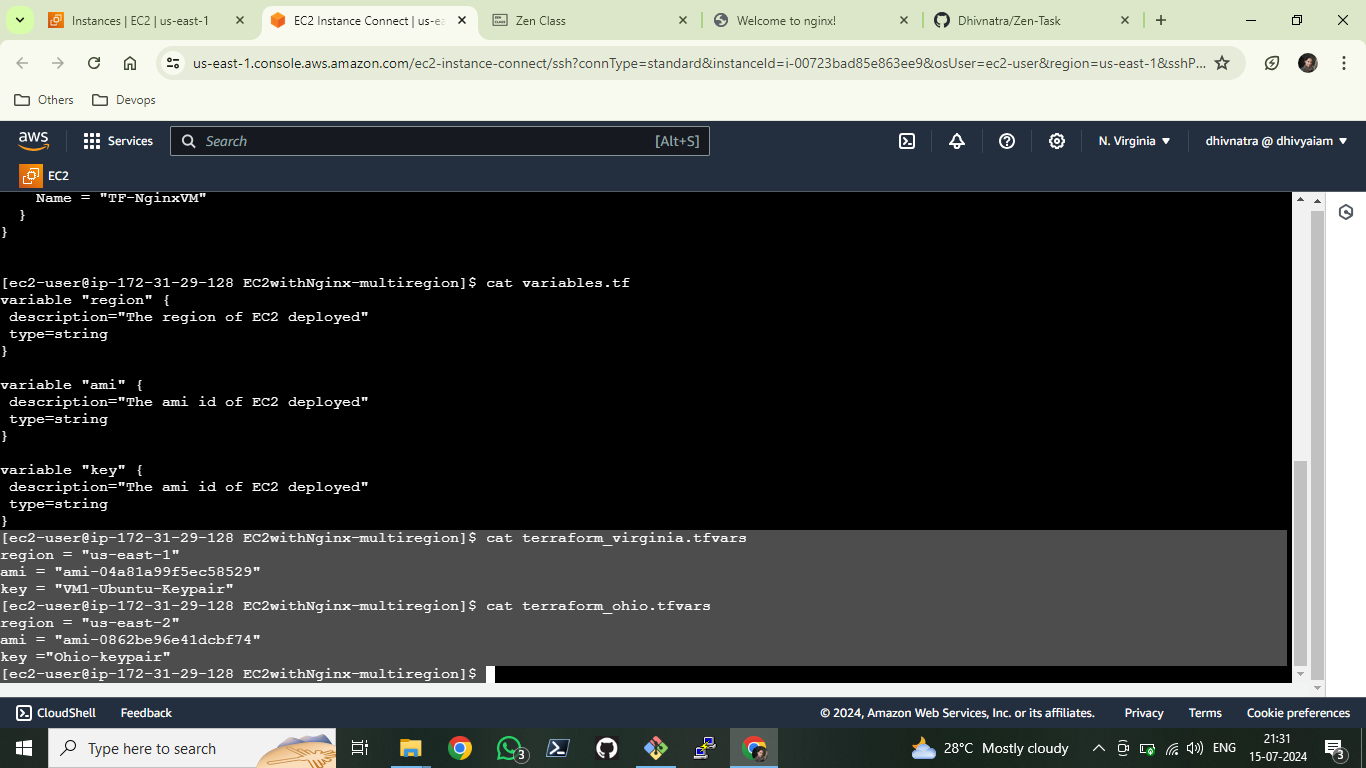 Instances | EC2 | us-east-1
EC2 Instance Connect | us-ea
Zen Class
Welcome to nginx!
Dhivnatra/Zen-Task
us-east-1.console.aws.amazon.com/ec2-instance-connect/ssh?connType=standard&instanceId=i-00723bad85e863ee9&osUser=ec2-user&region=us-east-1&sshP...
Others
Devops
aws
Services
Search
[Alt+S]
N. Virginia
dhivnatra @ dhivyaiam
EC2
Name = "TF-NginxVM"
}
}
[ec2-user@ip-172-31-29-128 EC2withNginx-multiregion]$ cat variables.tf
variable "region" {
description="The region of EC2 deployed"
type=string
}
variable "ami" {
description="The ami id of EC2 deployed"
type=string
}
variable "key" {
description="The ami id of EC2 deployed"
type=string
}
[ec2-user@ip-172-31-29-128 EC2withNginx-multiregion]$ cat terraform_virginia.tfvars
region = "us-east-1"
ami = "ami-04a81a99f5ec58529"
key = "VM1-Ubuntu-Keypair"
[ec2-user@ip-172-31-29-128 EC2withNginx-multiregion]$ cat terraform_ohio.tfvars
region = "us-east-2"
ami = "ami-0862be96e41dcbf74"
key ="Ohio-keypair"
[ec2-user@ip-172-31-29-128 EC2withNginx-multiregion]$
CloudShell
Feedback
© 2024, Amazon Web Services, Inc. or its affiliates.
Privacy
Terms
Cookie preferences
Type here to search
3
28°C Mostly cloudy
ENG
21:31
15-07-2024
3